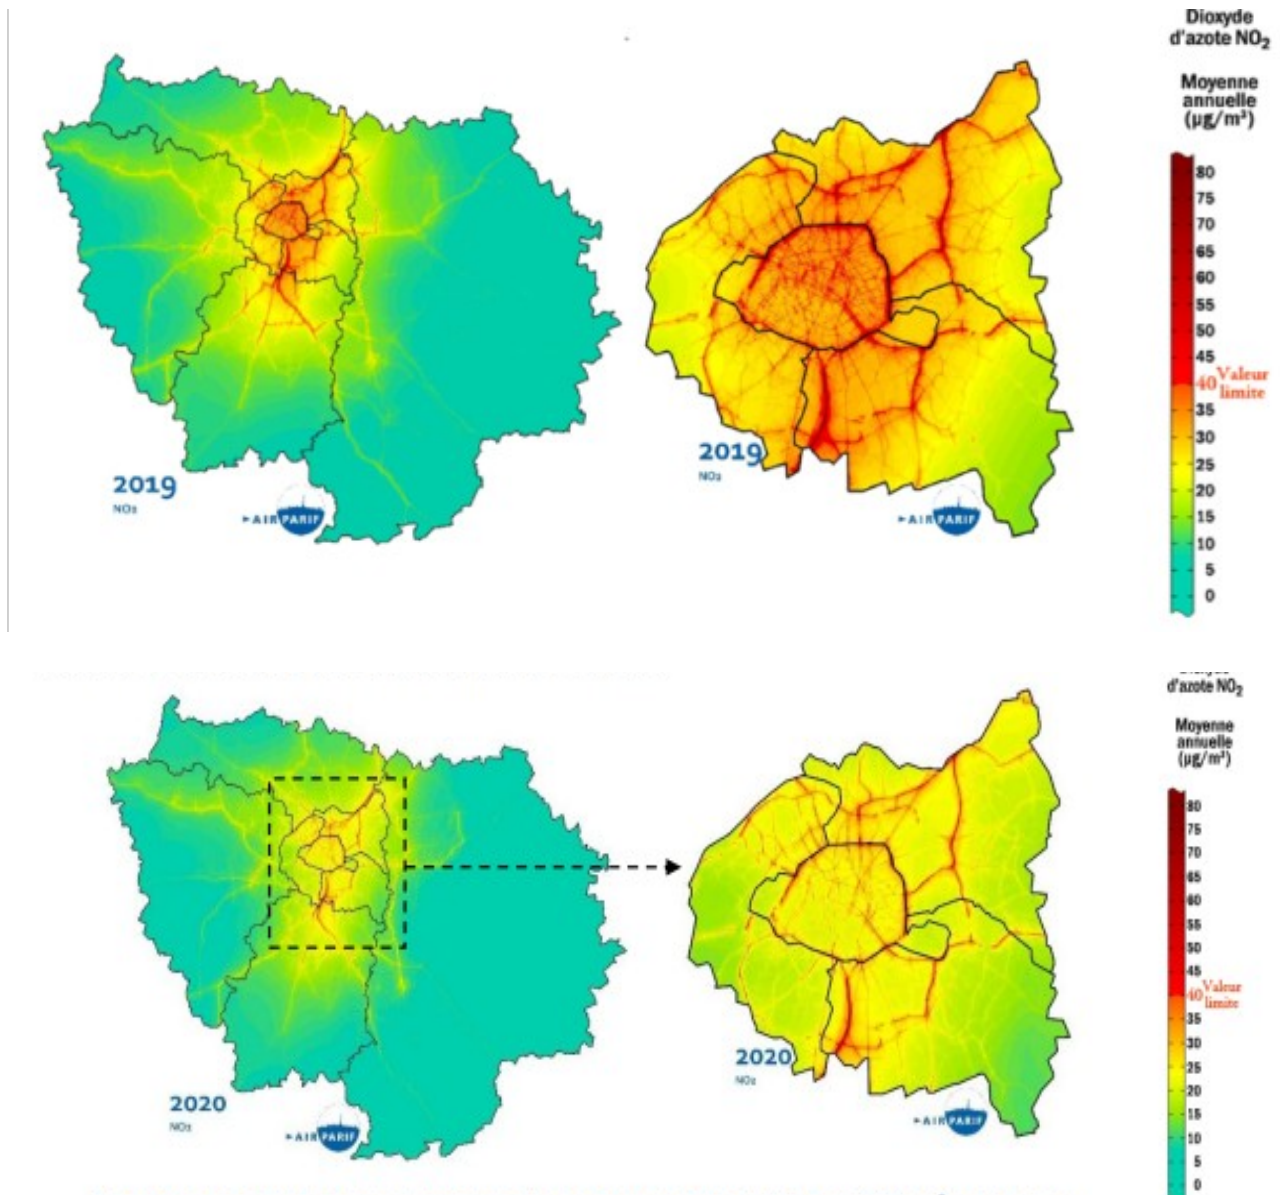 Dioxyde
d'azote NO₂
Moyenne
annuelle
(µg/m³)
80
75
70
65
60
55
50
45
40 Valeur
limite
35
30
25
20
15
10
5
0
2019
NO₂
AIRPARIF
2019
NO₂
AIRPARIF
d'azote NO₂
Moyenne
annuelle
(µg/m³)
80
75
70
65
60
55
50
45
40 Valeur
limite
35
30
25
20
15
10
5
0
2020
NO₂
AIRPARIF
2020
NO₂
AIRPARIF